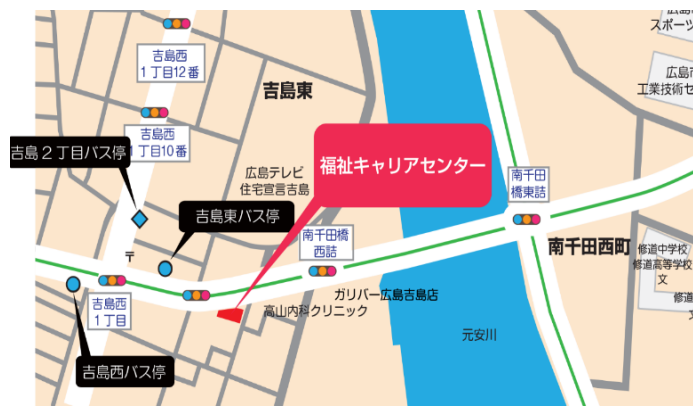 吉島西
1丁目12番
吉島東
広島
スポーツ
広島市
工業技術セ
吉島西
1丁目10番
吉島2丁目バス停
広島テレビ
住宅宣言吉島
福祉キャリアセンター
南千田
橋東詰
吉島東バス停
南千田橋
西詰
南千田西町
修道中学校
修道高等学校
文
修道
文
〒
吉島西
1丁目
ガリバー広島吉島店
高山内科クリニック
元安川
吉島西バス停